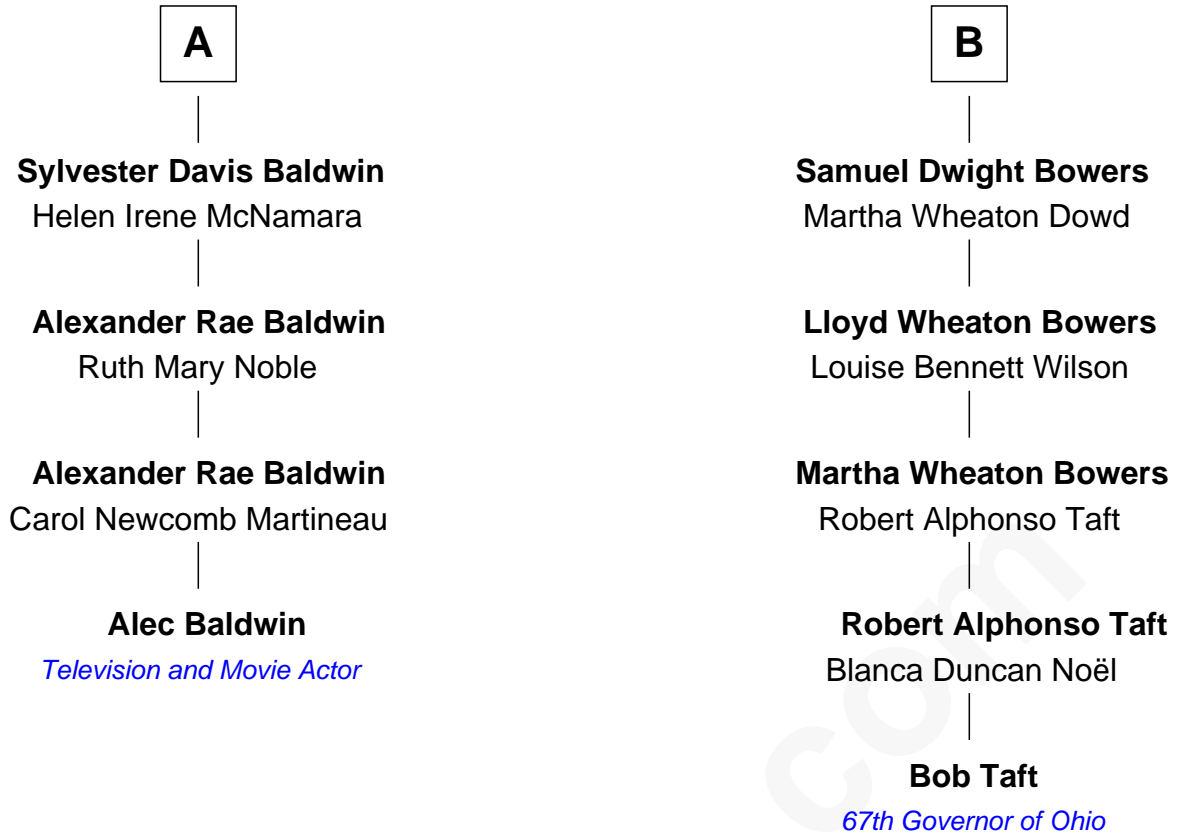 A
Sylvester Davis Baldwin
Helen Irene McNamara
Alexander Rae Baldwin
Ruth Mary Noble
Alexander Rae Baldwin
Carol Newcomb Martineau
Alec Baldwin
Television and Movie Actor
B
Samuel Dwight Bowers
Martha Wheaton Dowd
Lloyd Wheaton Bowers
Louise Bennett Wilson
Martha Wheaton Bowers
Robert Alphonso Taft
Robert Alphonso Taft
Blanca Duncan Noël
Bob Taft
67th Governor of Ohio
com